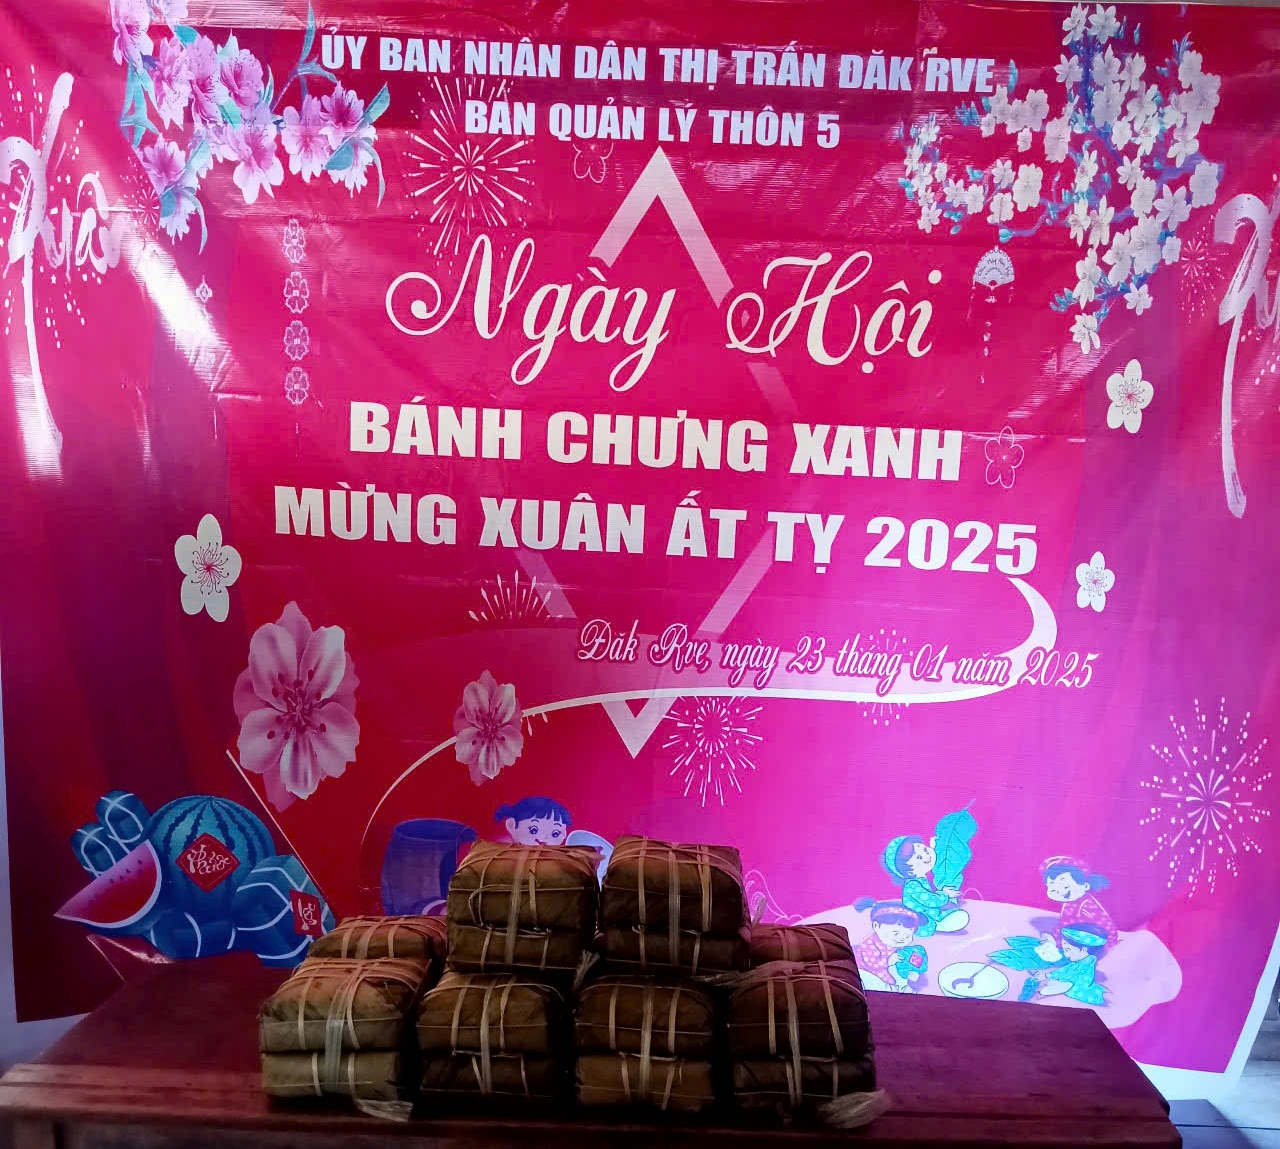 ỦY BAN NHÂN DÂN THỊ TRẤN ĐĂK RVE
BAN QUẢN LÝ THÔN 5
Ngày Hội
BÁNH CHƯNG XANH
MỪNG XUÂN ẤT TỴ 2025
Đăk Rve, ngày 23 tháng 01 năm 2025
Xuân